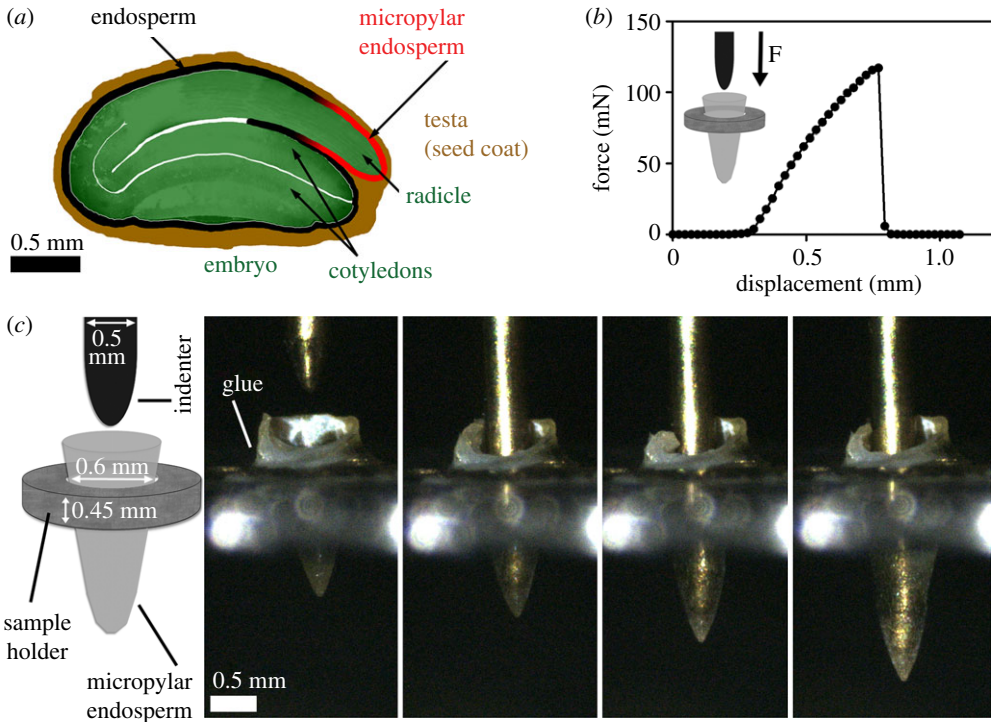 (a)
endosperm
micropylar
endosperm
testa
(seed coat)
radicle
0.5 mm
embryo
cotyledons
(b)
150
100
50
0
force (mN)
F
0
0.5
1.0
displacement (mm)
(c)
0.5
mm
indenter
0.6 mm
0.45 mm
sample
holder
micropylar
endosperm
glue
0.5 mm